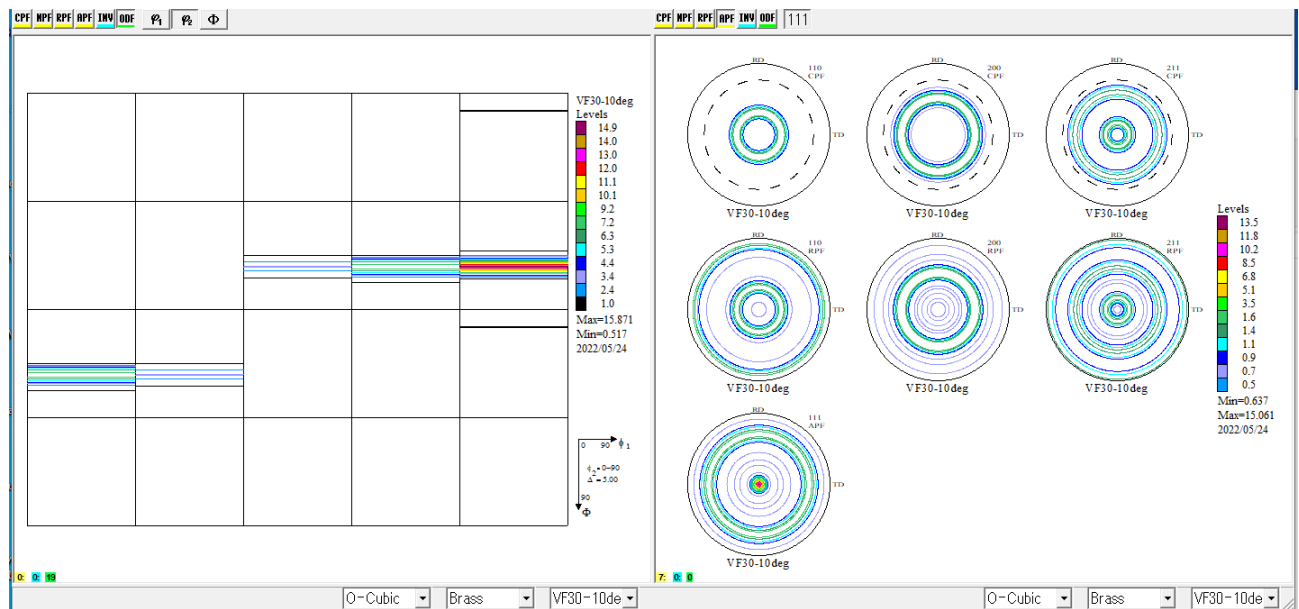 CPF NPF RPF APF INV ODF φ₁ φ₂ Φ
VF30-10deg
Levels
14.9
14.0
13.0
12.0
11.1
10.1
9.2
7.2
6.3
5.3
4.4
3.4
2.4
1.0
Max=15.871
Min=0.517
2022/05/24
0 90 ϕ₁
ϕ₂=0-90
Δ=5.00
90
Φ
0: 0: 19
O-Cubic Brass VF30-10de
CPF NPF RPF APF INV ODF 111
RD
110
CPF
TD
VF30-10deg
RD
200
CPF
TD
VF30-10deg
RD
211
CPF
TD
VF30-10deg
RD
110
RPF
TD
VF30-10deg
RD
200
RPF
TD
VF30-10deg
RD
211
RPF
TD
VF30-10deg
Levels
13.5
11.8
10.2
8.5
6.8
5.1
3.5
1.6
1.4
1.1
0.9
0.7
0.5
Min=0.637
Max=15.061
2022/05/24
RD
111
APF
TD
VF30-10deg
7: 0: 0
O-Cubic Brass VF30-10de